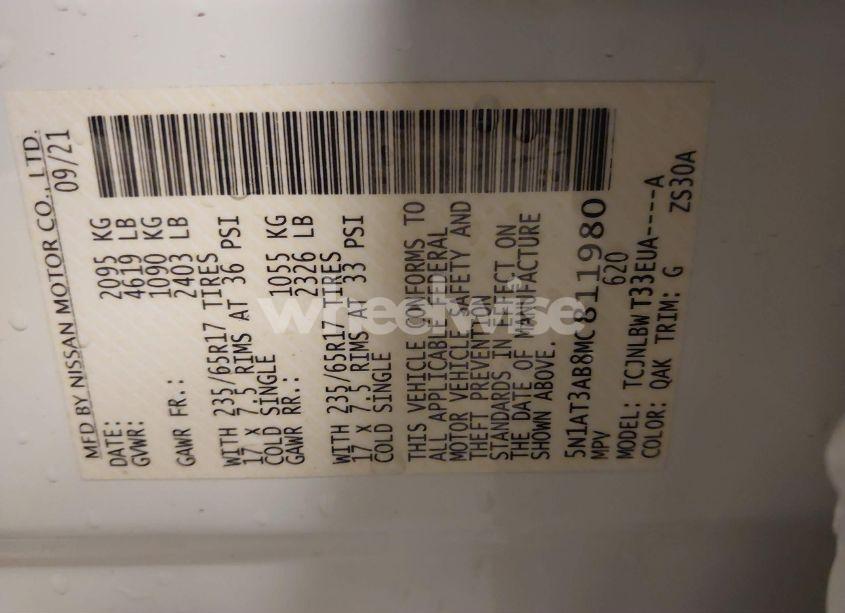 MFD BY NISSAN MOTOR CO., LTD.
DATE: 09/21
GVWR: 2095 KG
4619 LB
GAWR FR.: 1090 KG
2403 LB
WITH 235/65R17 TIRES
17 X 7.5 RIMS AT 36 PSI
COLD SINGLE
GAWR RR.: 1055 KG
2326 LB
WITH 235/65R17 TIRES
17 X 7.5 RIMS AT 33 PSI
COLD SINGLE
THIS VEHICLE CONFORMS TO
ALL APPLICABLE FEDERAL
MOTOR VEHICLE SAFETY AND
THEFT PREVENTION
STANDARDS IN EFFECT ON
THE DATE OF MANUFACTURE
SHOWN ABOVE.
5N1AT3AB8MC811980
MPV 620
MODEL: TCJNLBW T33EUA----A
COLOR: QAK TRIM: G ZS30A
wheelwise